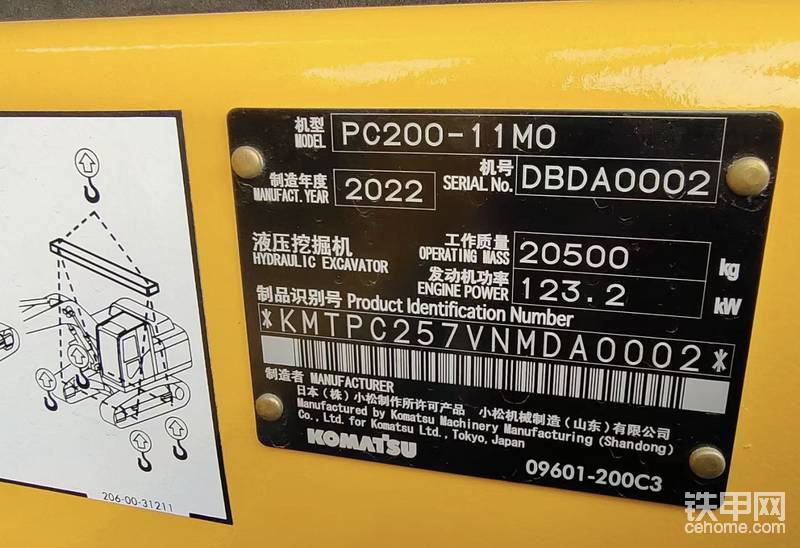 机型 MODEL PC200-11M0
机号 SERIAL No. DBDA0002
制造年度 MANUFACT. YEAR 2022
液压挖掘机
HYDRAULIC EXCAVATOR
工作质量 OPERATING MASS 20500 kg
发动机功率 ENGINE POWER 123.2 kW
制品识别号 Product Identification Number
*KMTPC257VNMDA0002*
制造者 MANUFACTURER
日本(株)小松制作所许可产品 小松机械制造(山东)有限公司
Manufactured by Komatsu Machinery Manufacturing (Shandong)
Co., Ltd. for Komatsu Ltd., Tokyo, Japan
KOMATSU
09601-200C3
206-00-31211
铁甲网
cehome.com